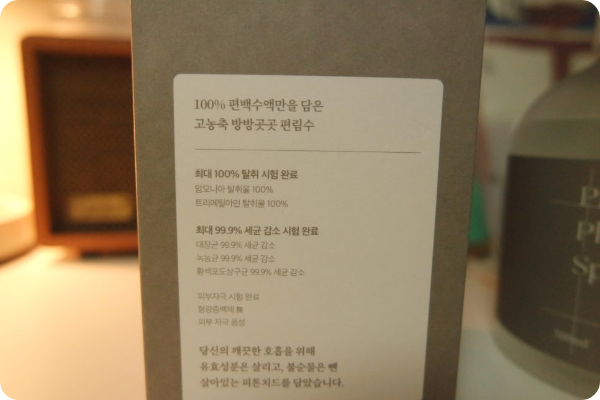 100% 편백수액만을 담은
고농축 방방곳곳 편림수
최대 100% 탈취 시험 완료
암모니아 탈취율 100%
트리메틸아민 탈취율 100%
최대 99.9% 세균 감소 시험 완료
대장균 99.9% 세균 감소
녹농균 99.9% 세균 감소
황색포도상구균 99.9% 세균 감소
피부자극 시험 완료
형광증백제 無
피부 자극 음성
당신의 깨끗한 호흡을 위해
유효성분은 살리고, 불순물은 뺀
살아있는 피톤치드를 담았습니다.